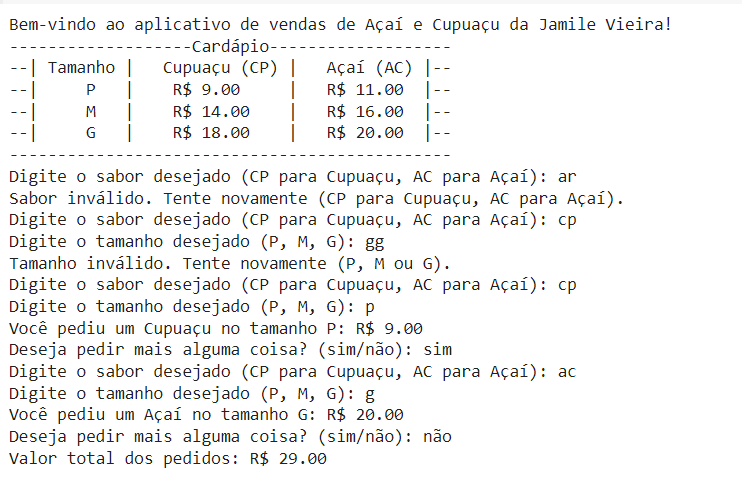 Bem-vindo ao aplicativo de vendas de Açaí e Cupuaçu da Jamile Vieira!
-------------------Cardápio-------------------
--| Tamanho |   Cupuaçu (CP) |   Açaí (AC) |--
--|     P   |    R$ 9.00     |   R$ 11.00  |--
--|     M   |    R$ 14.00    |   R$ 16.00  |--
--|     G   |    R$ 18.00    |   R$ 20.00  |--
----------------------------------------------
Digite o sabor desejado (CP para Cupuaçu, AC para Açaí): ar
Sabor inválido. Tente novamente (CP para Cupuaçu, AC para Açaí).
Digite o sabor desejado (CP para Cupuaçu, AC para Açaí): cp
Digite o tamanho desejado (P, M, G): gg
Tamanho inválido. Tente novamente (P, M ou G).
Digite o sabor desejado (CP para Cupuaçu, AC para Açaí): cp
Digite o tamanho desejado (P, M, G): p
Você pediu um Cupuaçu no tamanho P: R$ 9.00
Deseja pedir mais alguma coisa? (sim/não): sim
Digite o sabor desejado (CP para Cupuaçu, AC para Açaí): ac
Digite o tamanho desejado (P, M, G): g
Você pediu um Açaí no tamanho G: R$ 20.00
Deseja pedir mais alguma coisa? (sim/não): não
Valor total dos pedidos: R$ 29.00